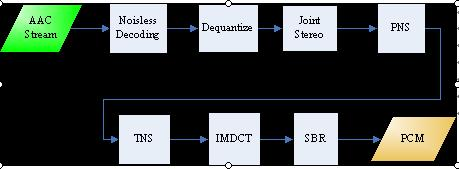 AAC
Stream
Noisless
Decoding
Dequantize
Joint
Stereo
PNS
TNS
IMDCT
SBR
PCM